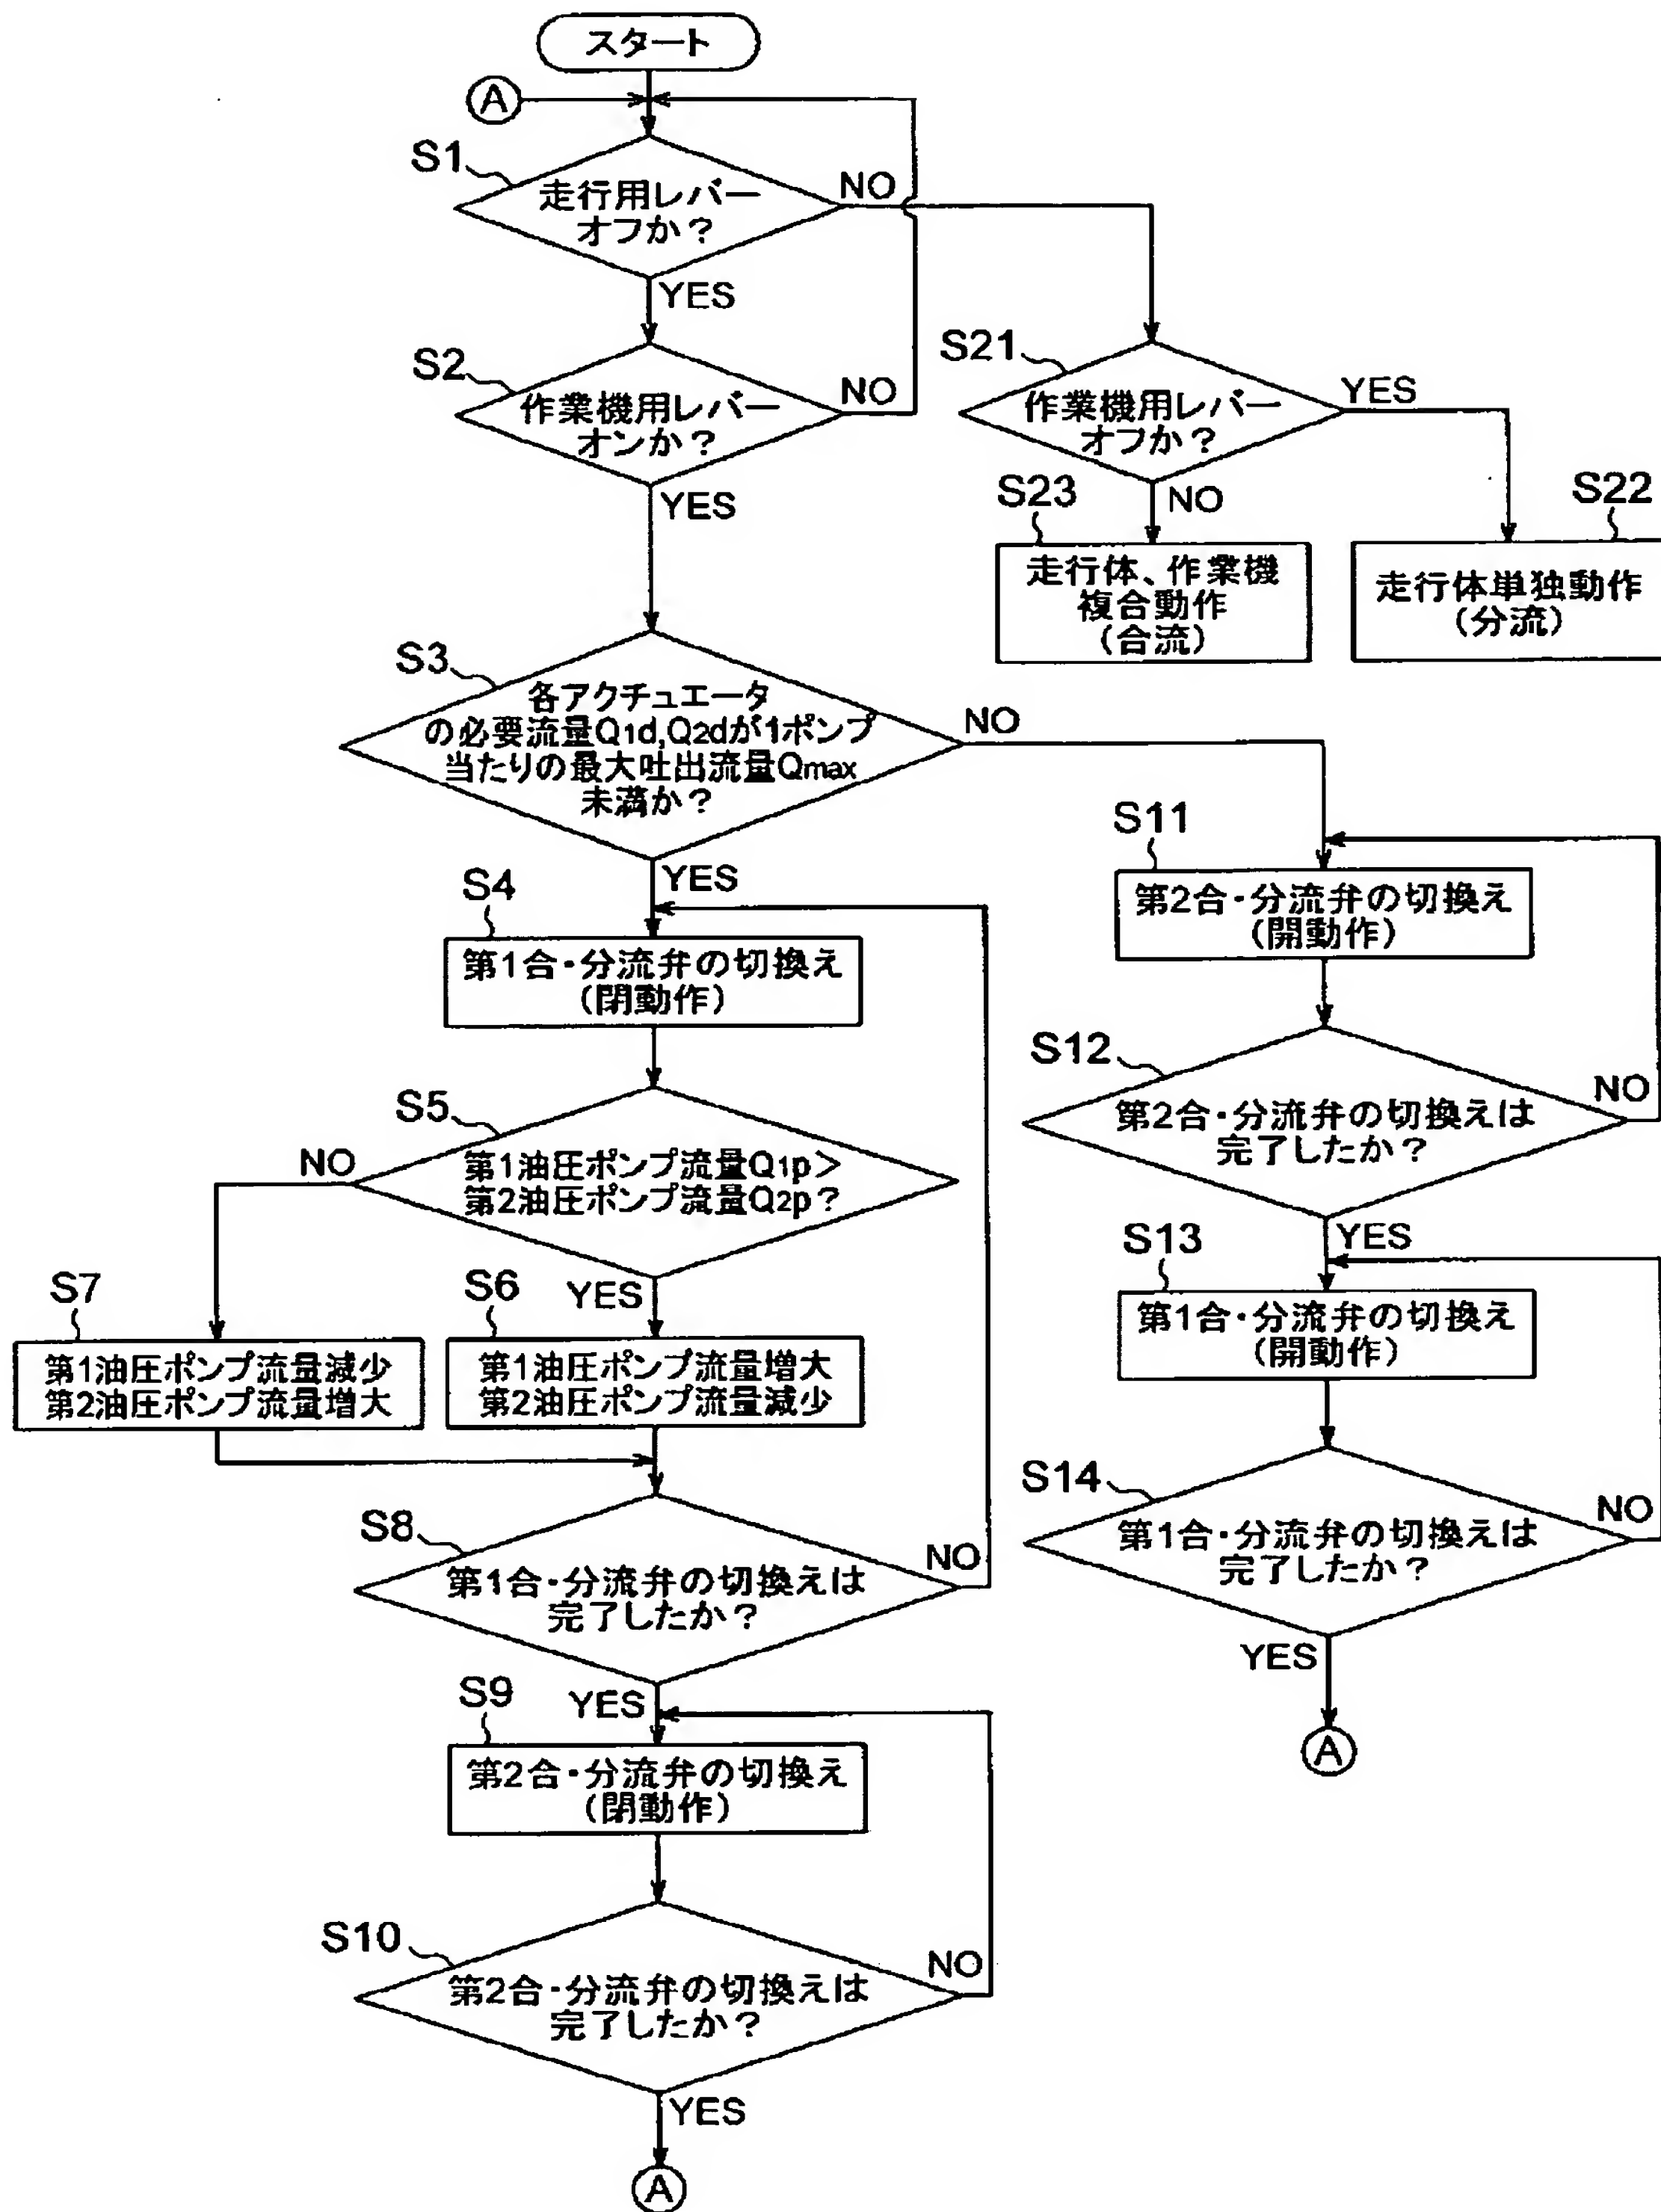 スタート
A
S1
走行用レバー
オフか？
NO
YES
S2
作業機用レバー
オンか？
NO
YES
S21
作業機用レバー
オフか？
YES
NO
S23
走行体、作業機
複合動作
(合流)
S22
走行体単独動作
(分流)
S3
各アクチュエータ
の必要流量Q1d,Q2dが1ポンプ
当たりの最大吐出流量Qmax
未満か？
NO
YES
S4
第1合・分流弁の切換え
(閉動作)
S5
第1油圧ポンプ流量Q1p＞
第2油圧ポンプ流量Q2p？
NO
YES
S7
第1油圧ポンプ流量減少
第2油圧ポンプ流量増大
S6
第1油圧ポンプ流量増大
第2油圧ポンプ流量減少
S8
第1合・分流弁の切換えは
完了したか？
NO
YES
S9
第2合・分流弁の切換え
(閉動作)
S10
第2合・分流弁の切換えは
完了したか？
NO
YES
A
S11
第2合・分流弁の切換え
(開動作)
S12
第2合・分流弁の切換えは
完了したか？
NO
YES
S13
第1合・分流弁の切換え
(開動作)
S14
第1合・分流弁の切換えは
完了したか？
NO
YES
A